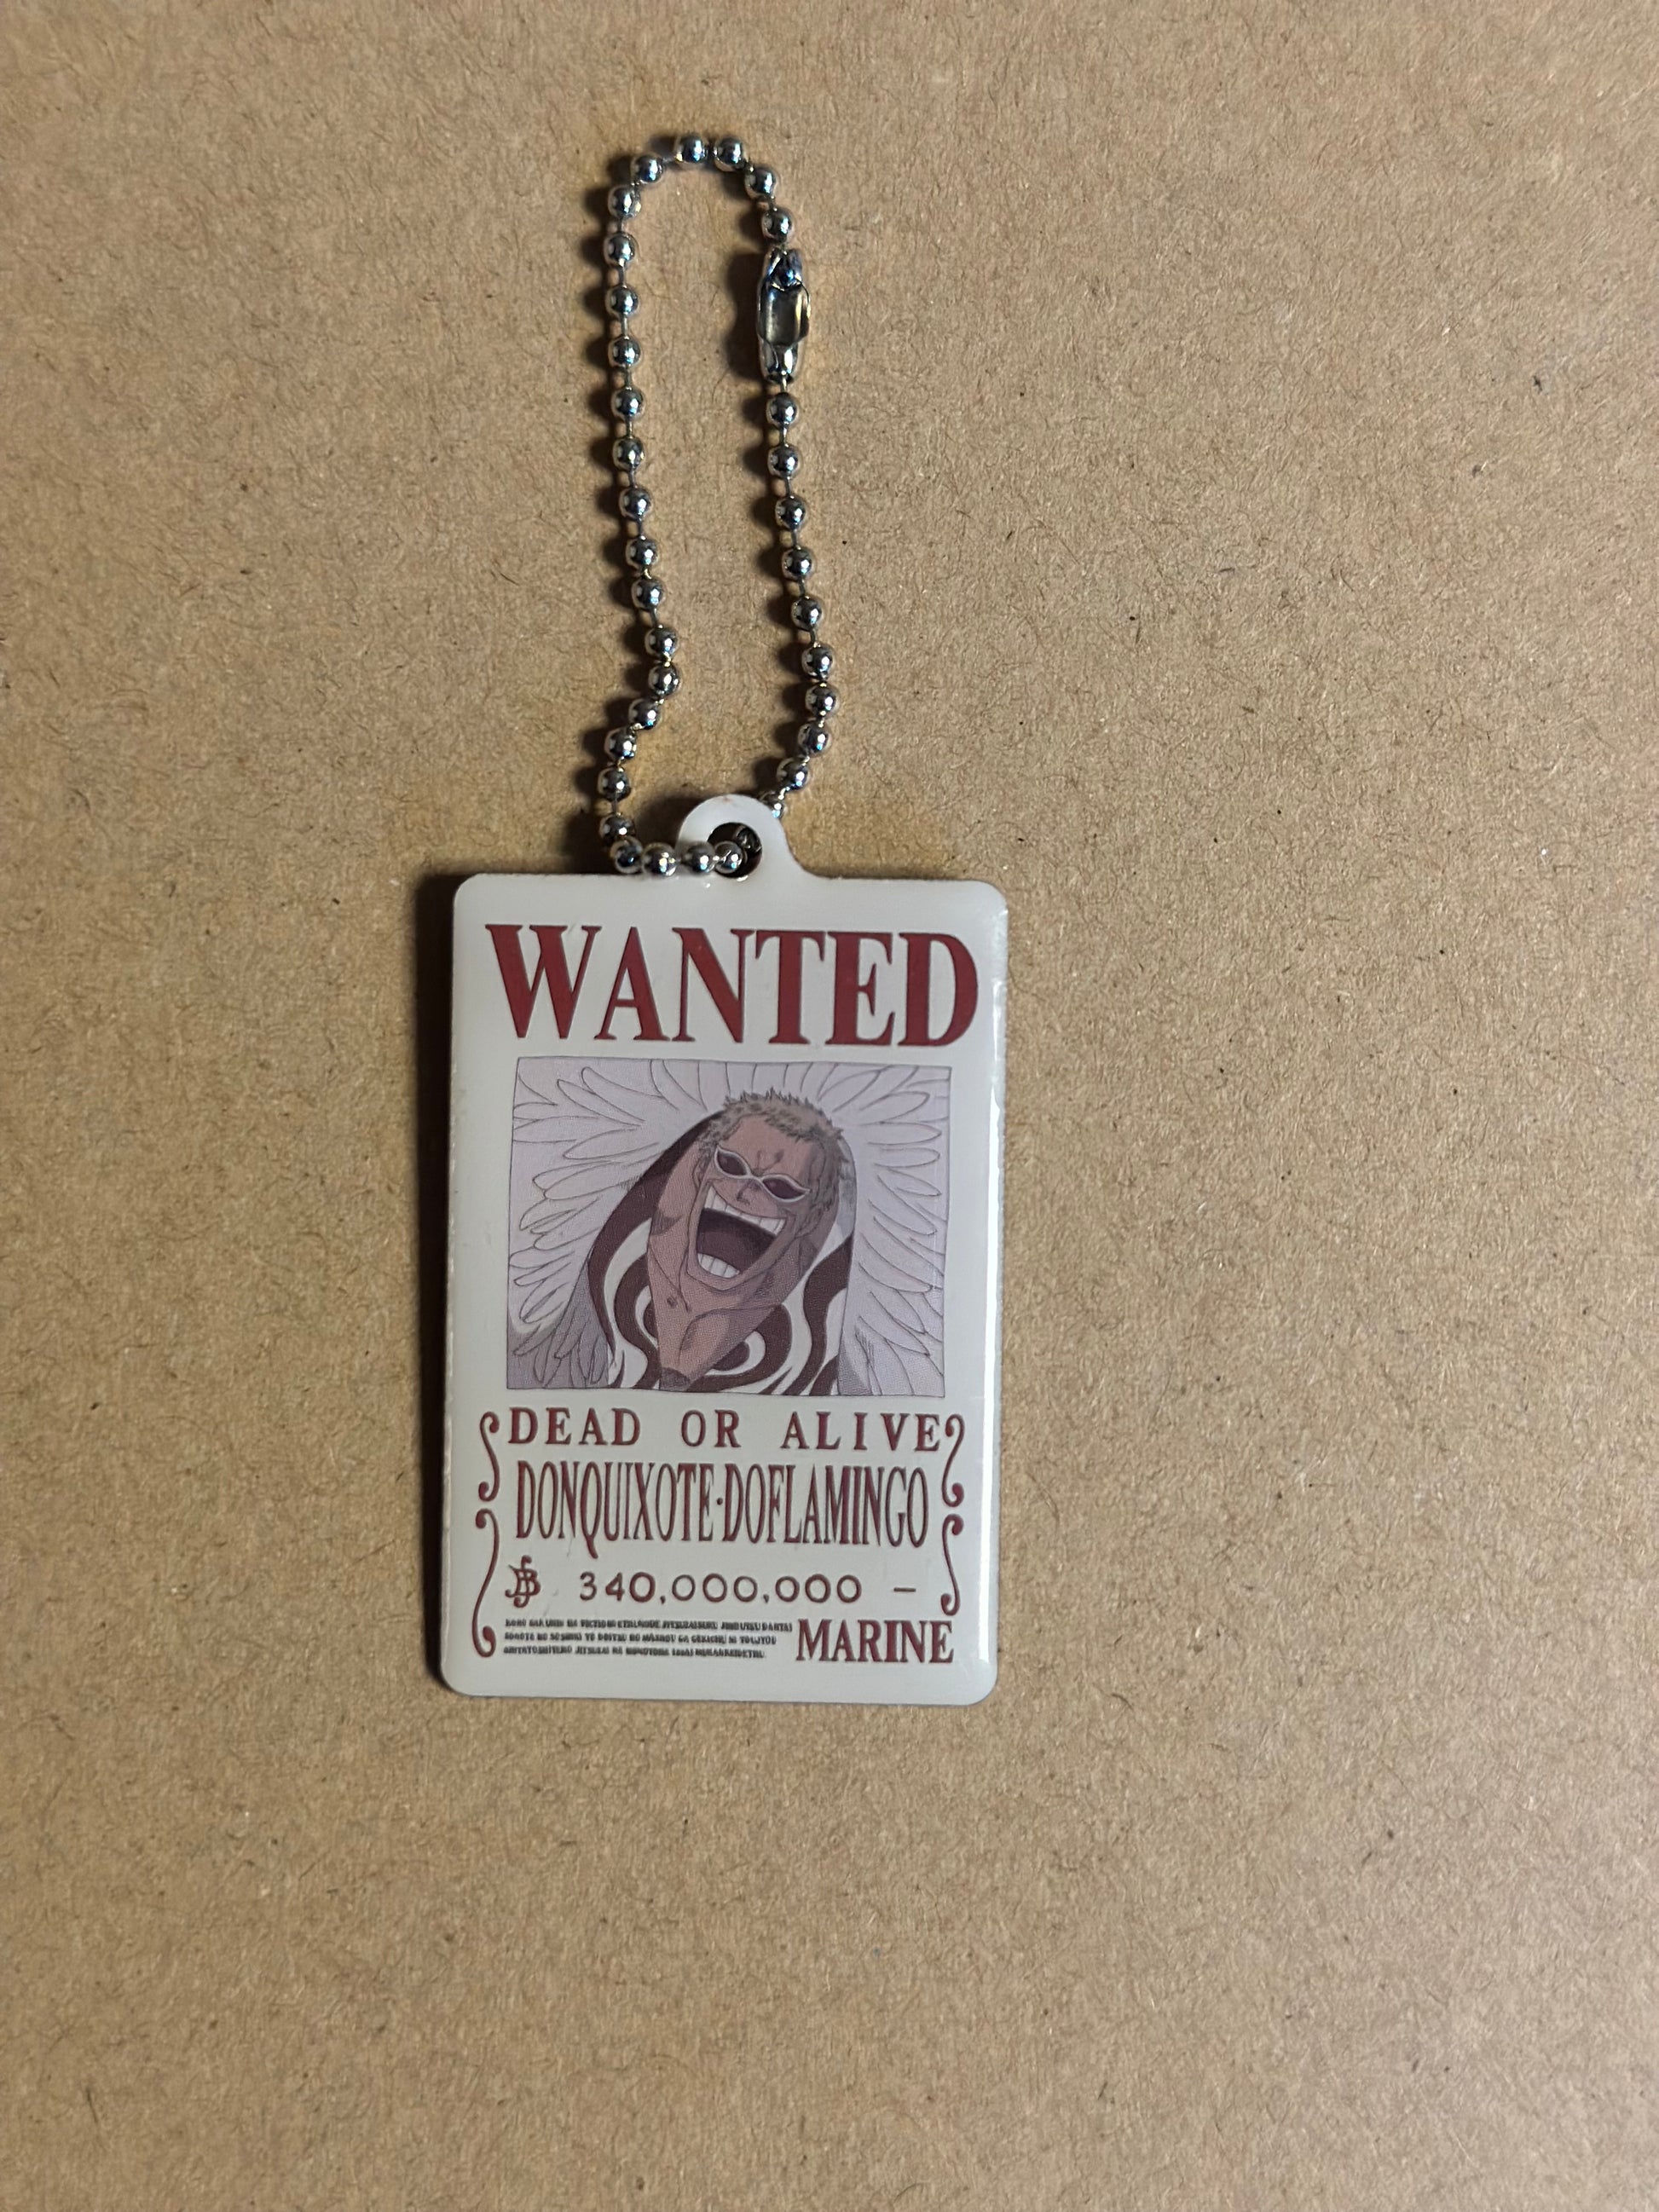 WANTED
DEAD OR ALIVE
DONQUIXOTE·DOFLAMINGO
฿ 340,000,000 –
MARINE